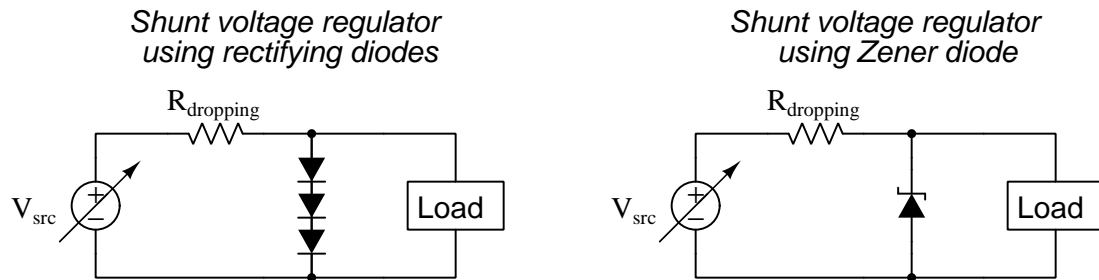 Shunt voltage regulator
using rectifying diodes
R_dropping
V_src
+
−
Load
Shunt voltage regulator
using Zener diode
R_dropping
V_src
+
−
Load